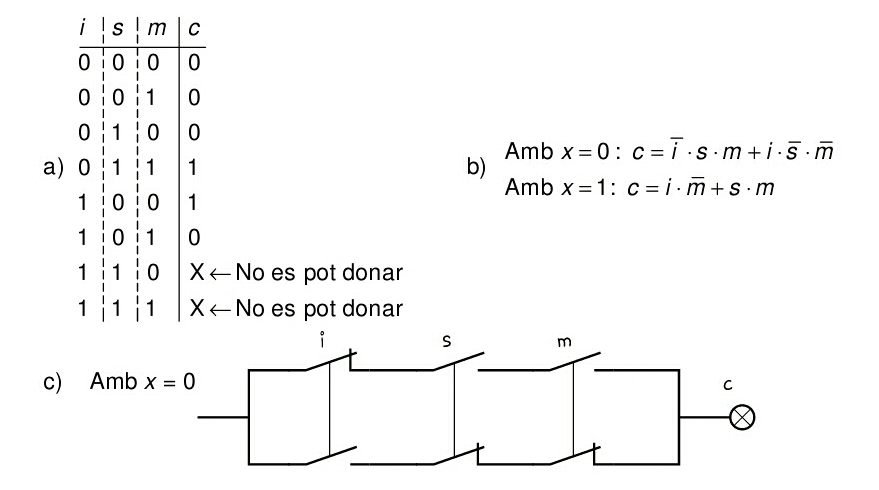 i s m c
0 0 0 0
0 0 1 0
0 1 0 0
a) 0 1 1 1
1 0 0 1
1 0 1 0
1 1 0 X ← No es pot donar
1 1 1 X ← No es pot donar
b) Amb x = 0 : c = i̅ · s · m + i · s̅ · m̅
Amb x = 1: c = i · m̅ + s · m
c) Amb x = 0
i s m
c